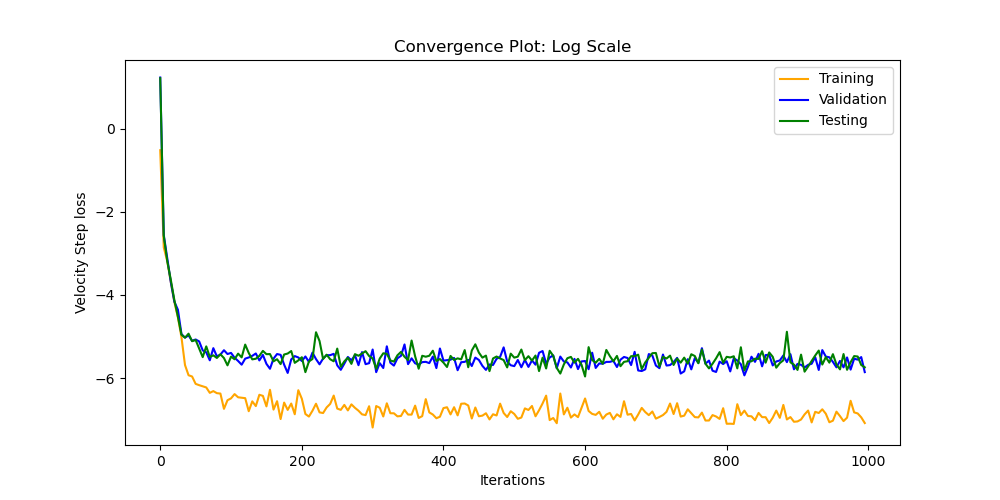 Convergence Plot: Log Scale
Training
Validation
Testing
Velocity Step loss
0
−2
−4
−6
0 200 400 600 800 1000
Iterations